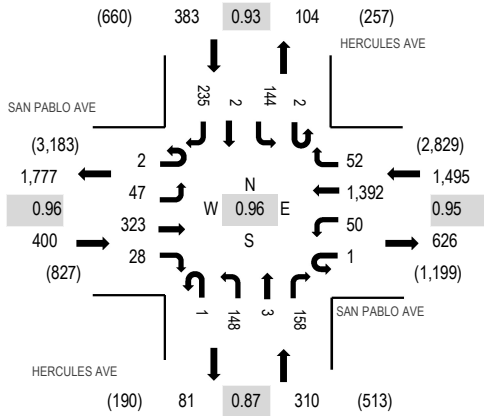 (660) 383 0.93 104 (257)
HERCULES AVE
235 2 144 2
SAN PABLO AVE
(3,183) (2,829)
2 52
1,777 1,495
47 N 1,392
0.96 W 0.96 E 0.95
323 50
400 S 626
28 1
(827) (1,199)
1 148 3 158
SAN PABLO AVE
HERCULES AVE
(190) 81 0.87 310 (513)